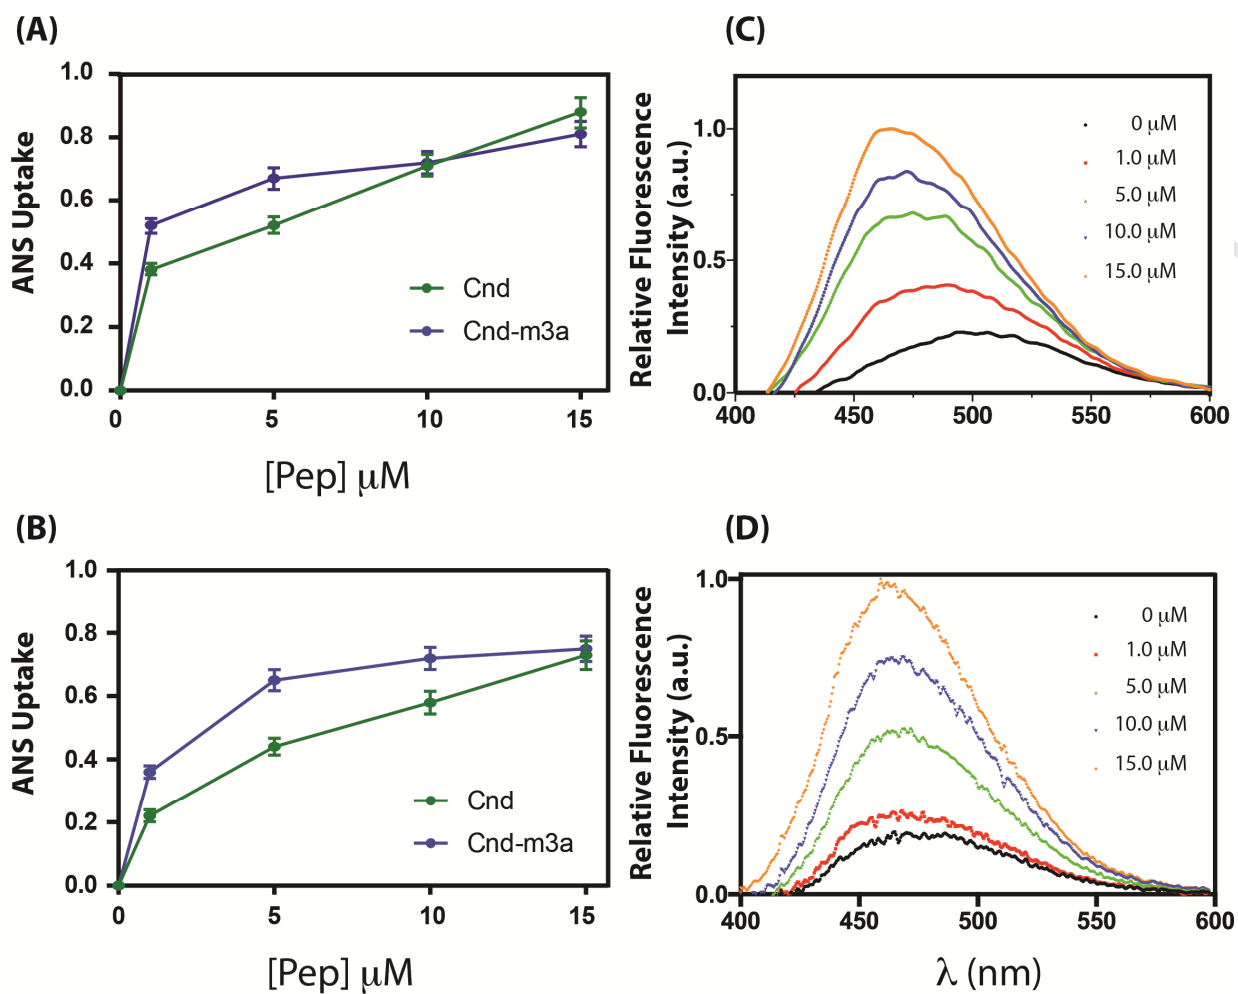 (A)
1.0
0.8
0.6
0.4
0.2
0.0
ANS Uptake
Cnd
Cnd-m3a
0 5 10 15
[Pep] μM
(C)
Relative Fluorescence
Intensity (a.u.)
1.0
0.5
0.0
0 μM
1.0 μM
5.0 μM
10.0 μM
15.0 μM
400 450 500 550 600
(B)
1.0
0.8
0.6
0.4
0.2
0.0
ANS Uptake
Cnd
Cnd-m3a
0 5 10 15
[Pep] μM
(D)
Relative Fluorescence
Intensity (a.u.)
1.0
0.5
0.0
0 μM
1.0 μM
5.0 μM
10.0 μM
15.0 μM
400 450 500 550 600
λ (nm)